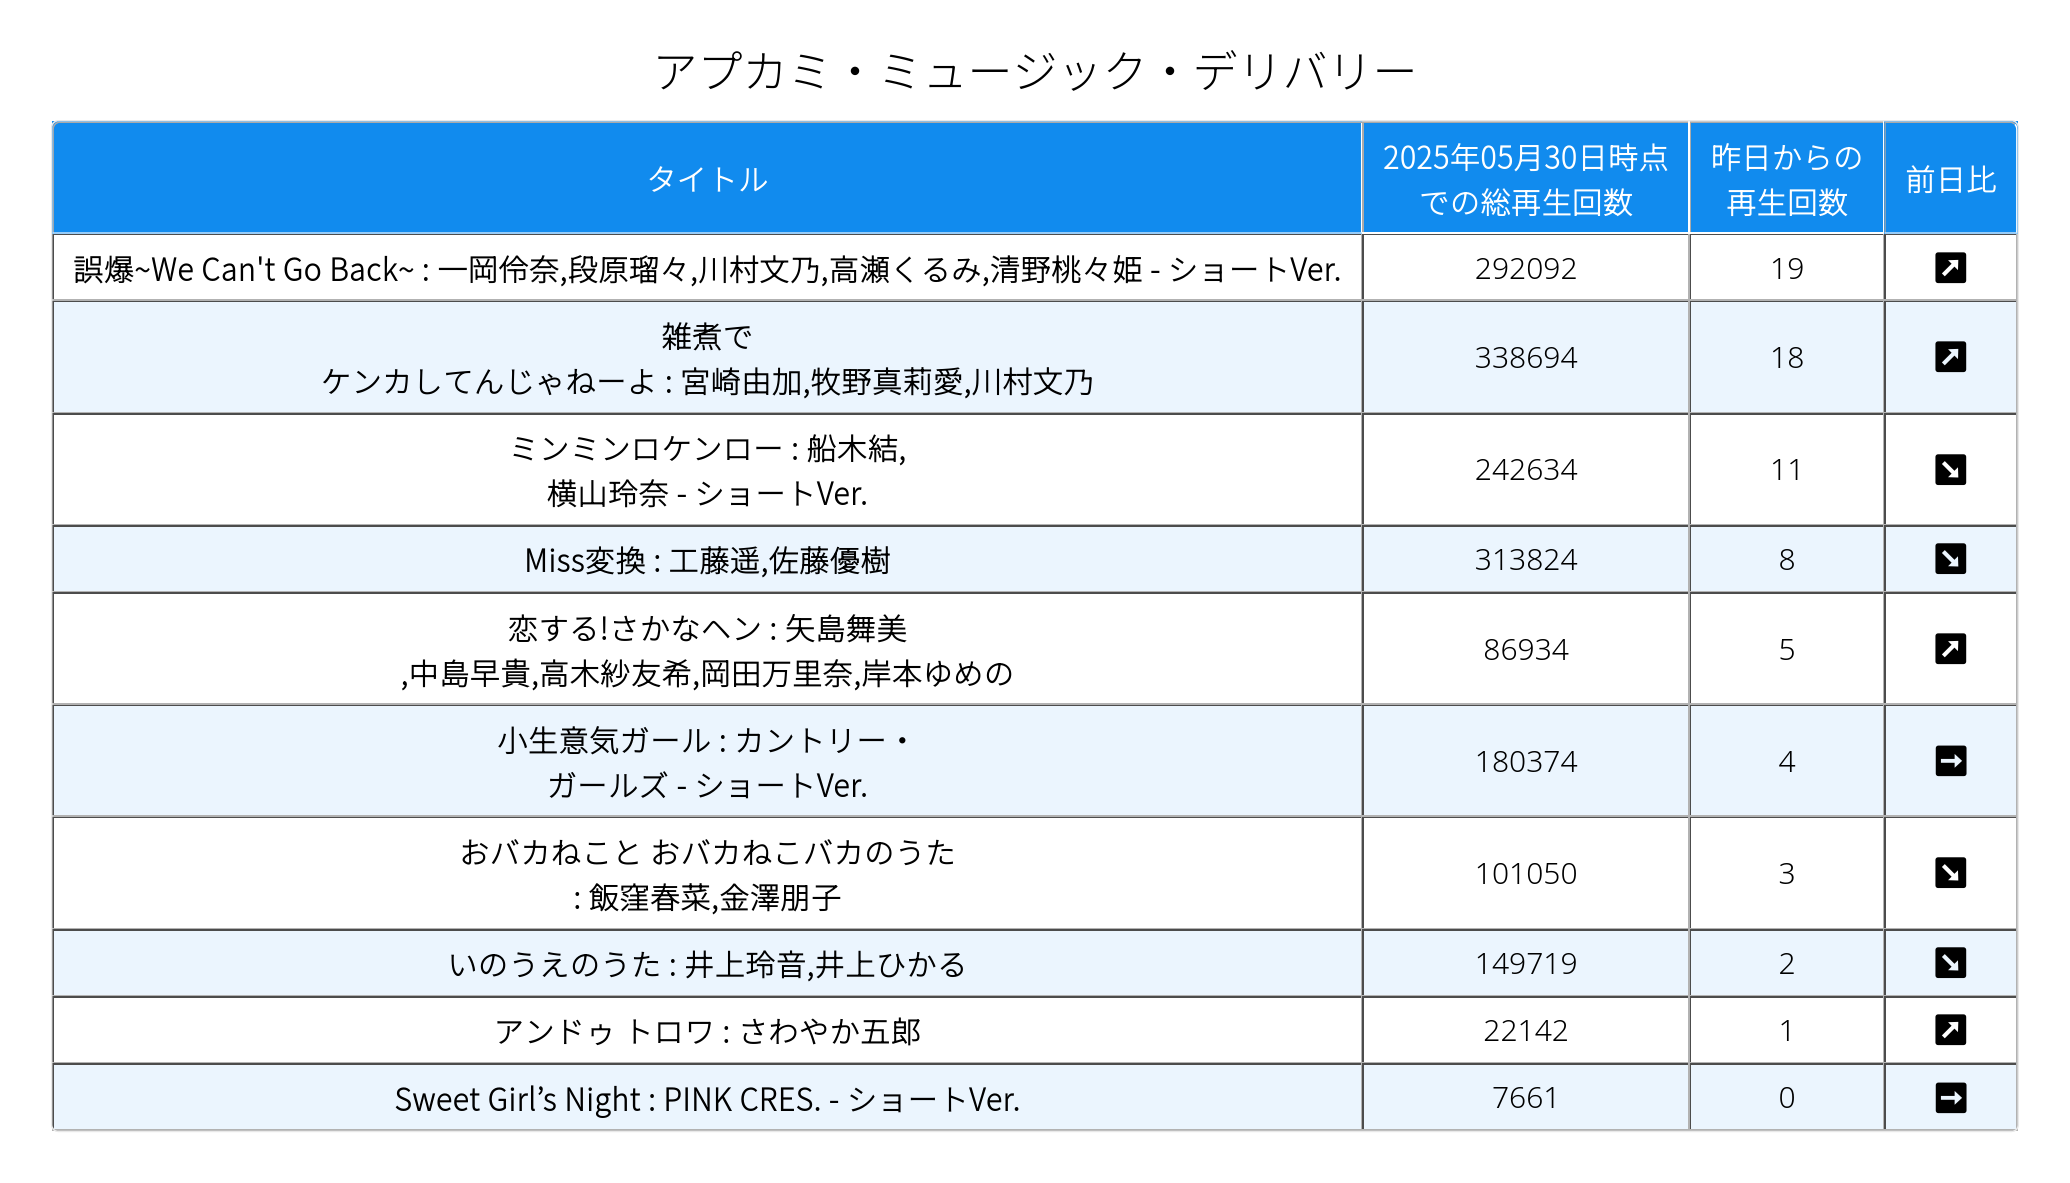 アプカミ・ミュージック・デリバリー
タイトル
2025年05月30日時点
での総再生回数
昨日からの
再生回数
前日比
誤爆~We Can't Go Back~ : 一岡伶奈,段原瑠々,川村文乃,高瀬くるみ,清野桃々姫 - ショートVer.
292092
19
雑煮で
ケンカしてんじゃねーよ : 宮崎由加,牧野真莉愛,川村文乃
338694
18
ミンミンロケンロー : 船木結,
横山玲奈 - ショートVer.
242634
11
Miss変換 : 工藤遥,佐藤優樹
313824
8
恋する!さかなヘン : 矢島舞美
,中島早貴,高木紗友希,岡田万里奈,岸本ゆめの
86934
5
小生意気ガール : カントリー・
ガールズ - ショートVer.
180374
4
おバカねこと おバカねこバカのうた
: 飯窪春菜,金澤朋子
101050
3
いのうえのうた : 井上玲音,井上ひかる
149719
2
アンドゥ トロワ : さわやか五郎
22142
1
Sweet Girl’s Night : PINK CRES. - ショートVer.
7661
0